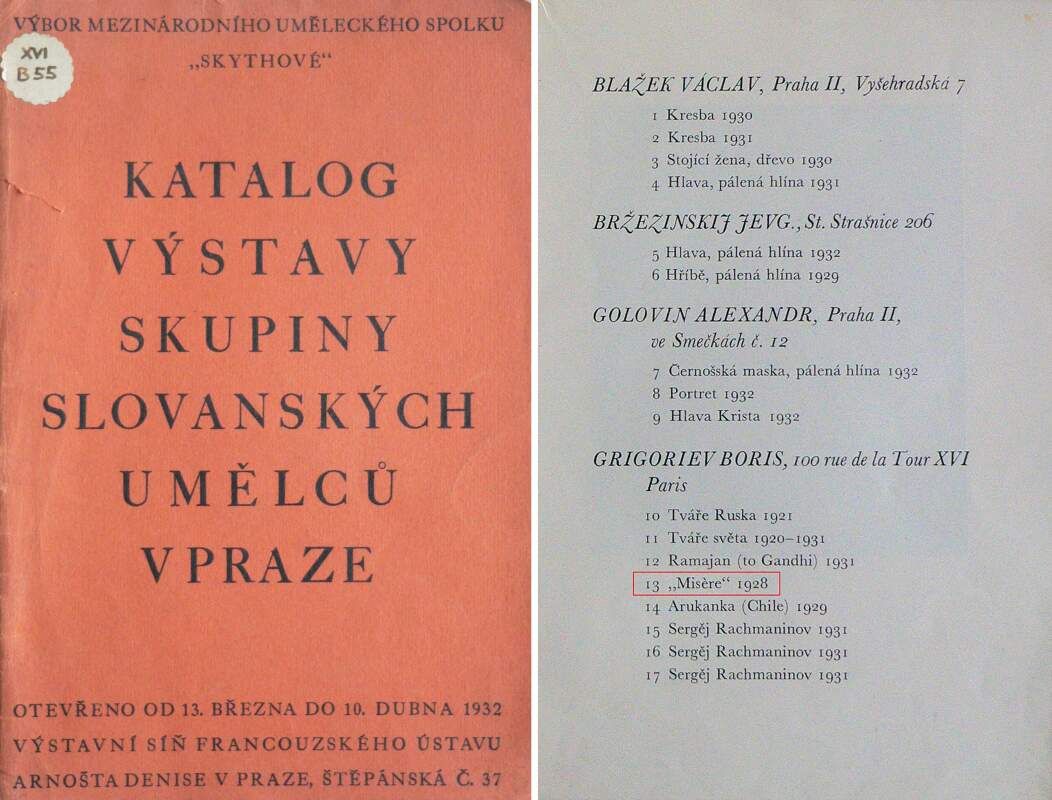 VÝBOR MEZINÁRODNÍHO UMĚLECKÉHO SPOLKU
„SKYTHOVÉ“
XVI
B 55
KATALOG
VÝSTAVY
SKUPINY
SLOVANSKÝCH
UMĚLCŮ
V PRAZE
OTEVŘENO OD 13. BŘEZNA DO 10. DUBNA 1932
VÝSTAVNÍ SÍŇ FRANCOUZSKÉHO ÚSTAVU
ARNOŠTA DENISE V PRAZE, ŠTĚPÁNSKÁ Č. 37
BLAŽEK VÁCLAV, Praha II, Vyšehradská 7
1 Kresba 1930
2 Kresba 1931
3 Stojící žena, dřevo 1930
4 Hlava, pálená hlína 1931
BRŽEZINSKIJ JEVG., St. Strašnice 206
5 Hlava, pálená hlína 1932
6 Hříbě, pálená hlína 1929
GOLOVIN ALEXANDR, Praha II,
ve Smečkách č. 12
7 Černošská maska, pálená hlína 1932
8 Portret 1932
9 Hlava Krista 1932
GRIGORIEV BORIS, 100 rue de la Tour XVI
Paris
10 Tváře Ruska 1921
11 Tváře světa 1920–1931
12 Ramajan (to Gandhi) 1931
13 „Misère“ 1928
14 Arukanka (Chile) 1929
15 Sergěj Rachmaninov 1931
16 Sergěj Rachmaninov 1931
17 Sergěj Rachmaninov 1931